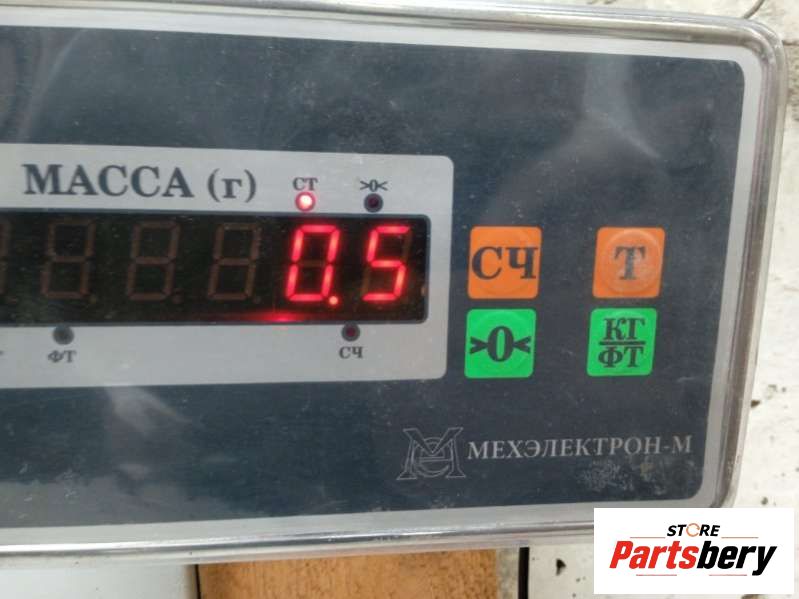 МАССА (г)
СТ >0<
0.5
ФТ СЧ
СЧ Т
>0< КГ
ФТ
МЕХЭЛЕКТРОН-М
STORE
Partsbery